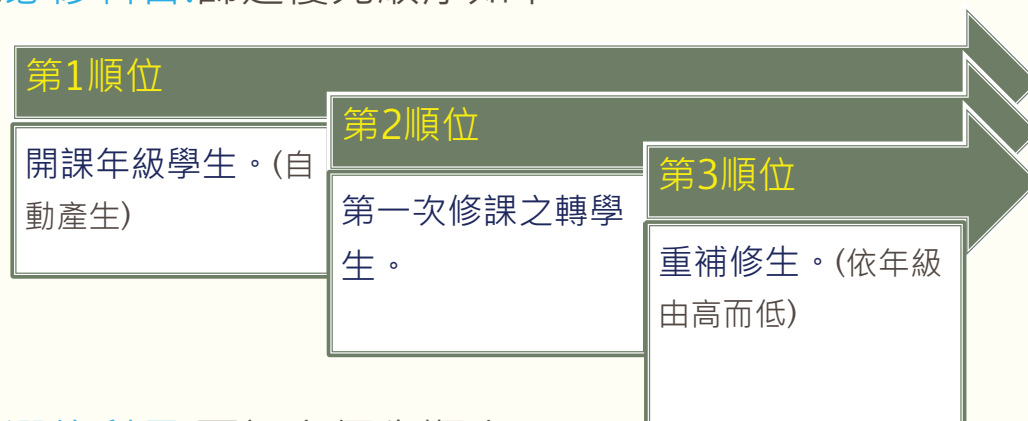 第1順位
開課年級學生。(自
動產生)
第2順位
第一次修課之轉學
生。
第3順位
重補修生。(依年級
由高而低)